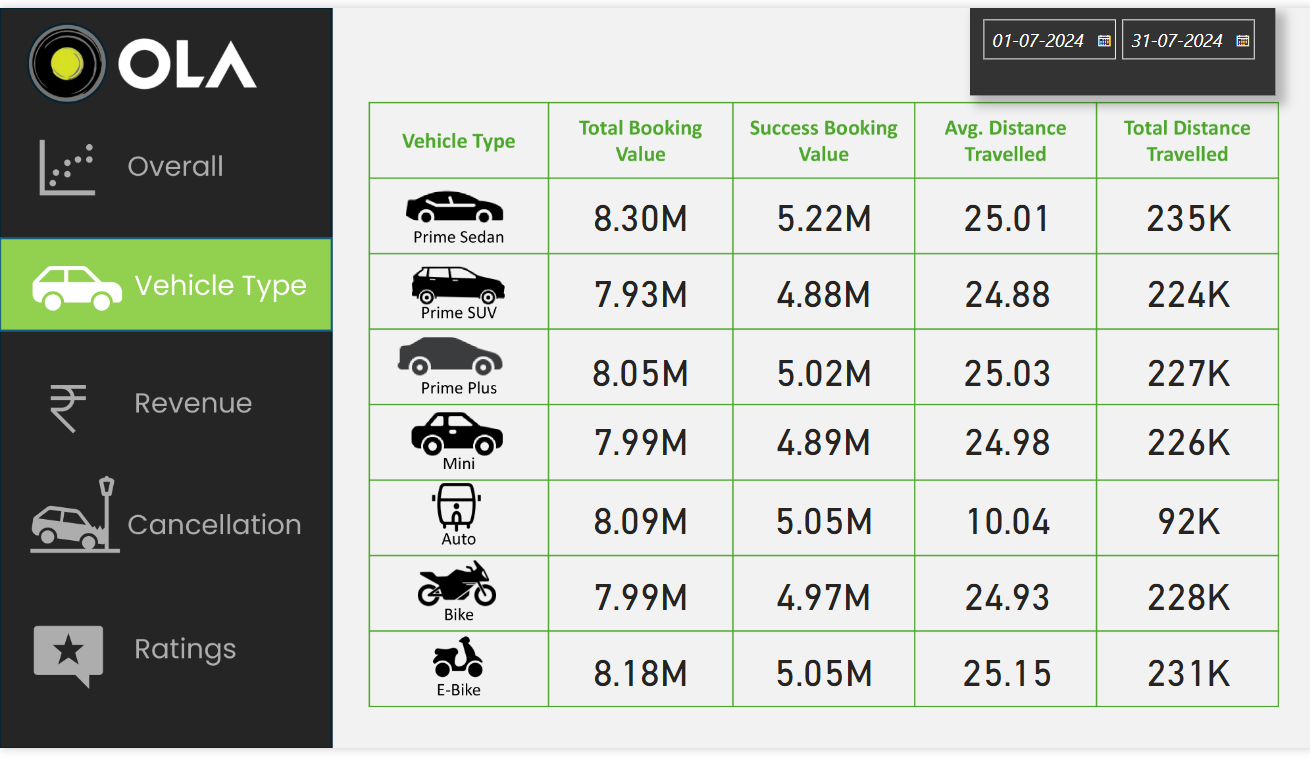 OLA
Overall
Vehicle Type
Revenue
Cancellation
Ratings
01-07-2024 31-07-2024
Vehicle Type Total Booking Value Success Booking Value Avg. Distance Travelled Total Distance Travelled
Prime Sedan 8.30M 5.22M 25.01 235K
Prime SUV 7.93M 4.88M 24.88 224K
Prime Plus 8.05M 5.02M 25.03 227K
Mini 7.99M 4.89M 24.98 226K
Auto 8.09M 5.05M 10.04 92K
Bike 7.99M 4.97M 24.93 228K
E-Bike 8.18M 5.05M 25.15 231K